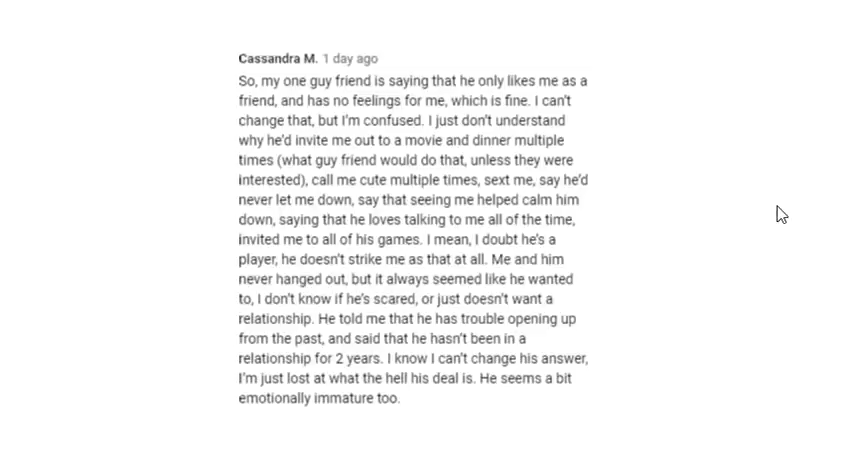 Cassandra M. 1 day ago
So, my one guy friend is saying that he only likes me as a
friend, and has no feelings for me, which is fine. I can't
change that, but I'm confused. I just don't understand
why he'd invite me out to a movie and dinner multiple
times (what guy friend would do that, unless they were
interested), call me cute multiple times, sext me, say he'd
never let me down, say that seeing me helped calm him
down, saying that he loves talking to me all of the time,
invited me to all of his games. I mean, I doubt he's a
player, he doesn't strike me as that at all. Me and him
never hanged out, but it always seemed like he wanted
to, I don't know if he's scared, or just doesn't want a
relationship. He told me that he has trouble opening up
from the past, and said that he hasn't been in a
relationship for 2 years. I know I can't change his answer,
I'm just lost at what the hell his deal is. He seems a bit
emotionally immature too.